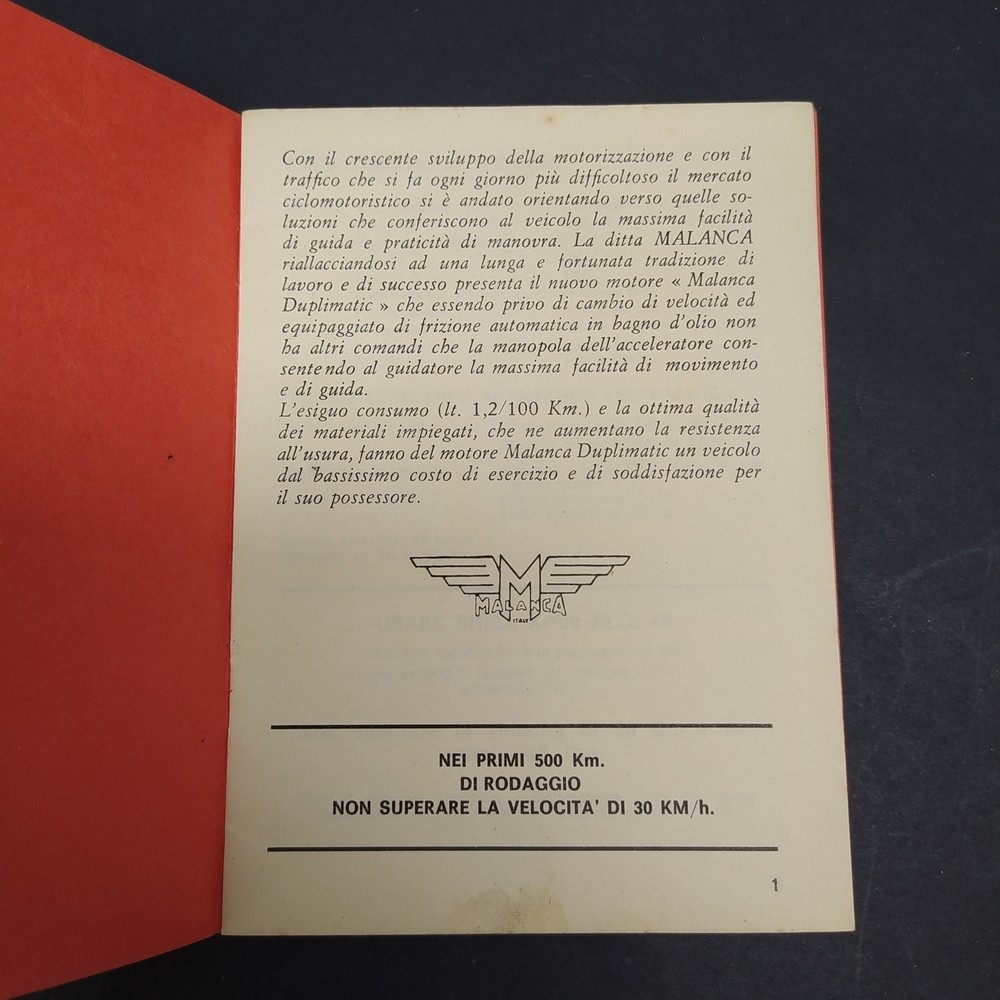 Con il crescente sviluppo della motorizzazione e con il
traffico che si fa ogni giorno più difficoltoso il mercato
ciclomotoristico si è andato orientando verso quelle so-
luzioni che conferiscono al veicolo la massima facilità
di guida e praticità di manovra. La ditta MALANCA
riallacciandosi ad una lunga e fortunata tradizione di
lavoro e di successo presenta il nuovo motore « Malanca
Duplimatic » che essendo privo di cambio di velocità ed
equipaggiato di frizione automatica in bagno d'olio non
ha altri comandi che la manopola dell'acceleratore con-
sentendo al guidatore la massima facilità di movimento
e di guida.
L'esiguo consumo (lt. 1,2/100 Km.) e la ottima qualità
dei materiali impiegati, che ne aumentano la resistenza
all'usura, fanno del motore Malanca Duplimatic un veicolo
dal bassissimo costo di esercizio e di soddisfazione per
il suo possessore.
M
MALANCA
ITALY
NEI PRIMI 500 Km.
DI RODAGGIO
NON SUPERARE LA VELOCITA' DI 30 KM/h.
1